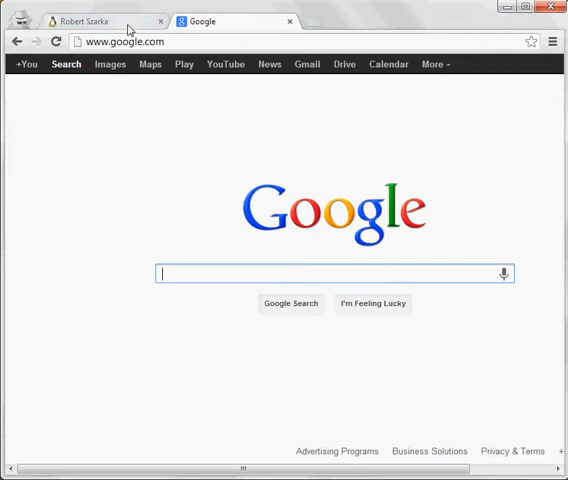 Robert Szarka
Google
www.google.com
+You Search Images Maps Play YouTube News Gmail Drive Calendar More
Google
Google Search I'm Feeling Lucky
Advertising Programs Business Solutions Privacy & Terms +